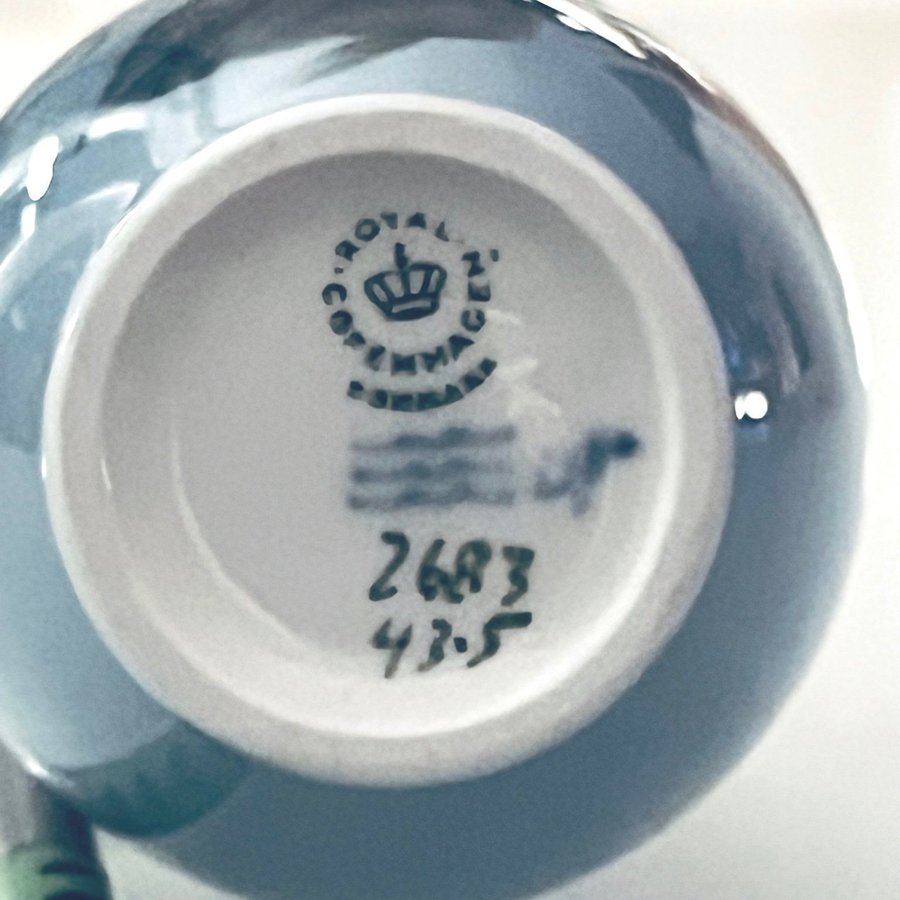 ROYAL
COPENHAGEN
DENMARK
2683
43·5